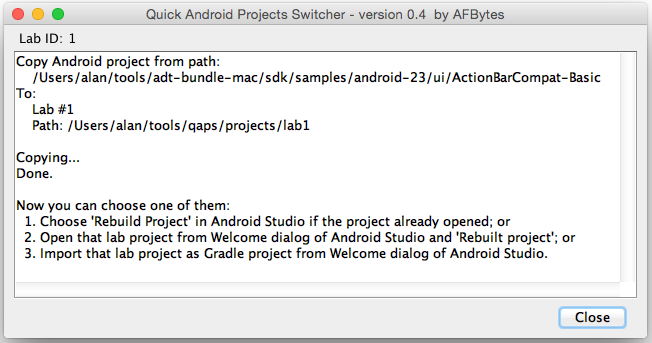 Quick Android Projects Switcher - version 0.4  by AFBytes
Lab ID: 1
Copy Android project from path:
/Users/alan/tools/adt-bundle-mac/sdk/samples/android-23/ui/ActionBarCompat-Basic
To:
Lab #1
Path: /Users/alan/tools/qaps/projects/lab1
Copying...
Done.
Now you can choose one of them:
1. Choose 'Rebuild Project' in Android Studio if the project already opened; or
2. Open that lab project from Welcome dialog of Android Studio and 'Rebuilt project'; or
3. Import that lab project as Gradle project from Welcome dialog of Android Studio.
Close